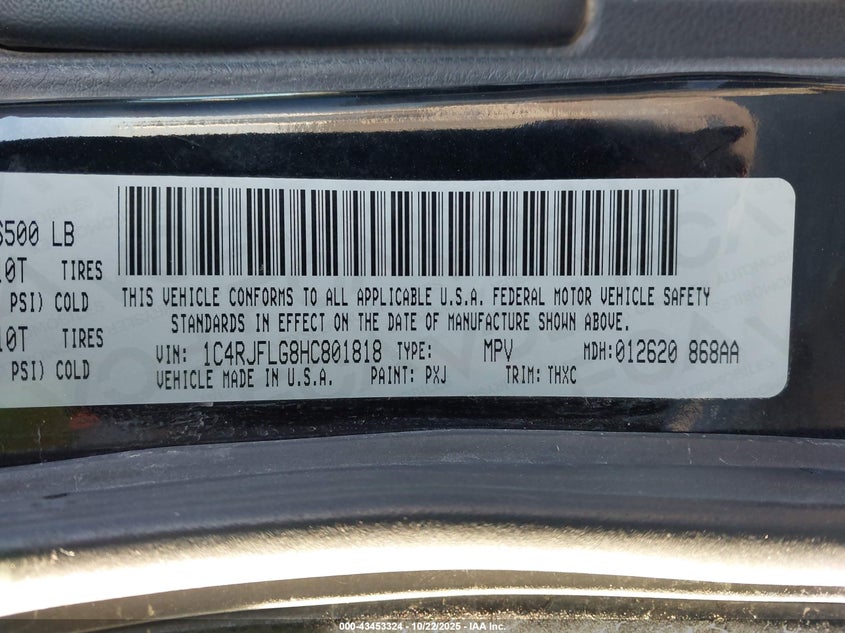 6500 LB
10T TIRES
PSI) COLD
10T TIRES
PSI) COLD
THIS VEHICLE CONFORMS TO ALL APPLICABLE U.S.A. FEDERAL MOTOR VEHICLE SAFETY
STANDARDS IN EFFECT ON THE DATE OF MANUFACTURE SHOWN ABOVE.
VIN: 1C4RJFLG8HC801818 TYPE: MPV MDH:012620 868AA
VEHICLE MADE IN U.S.A. PAINT: PXJ TRIM: THXC
000-43453324 - 10/22/2025 - IAA Inc.